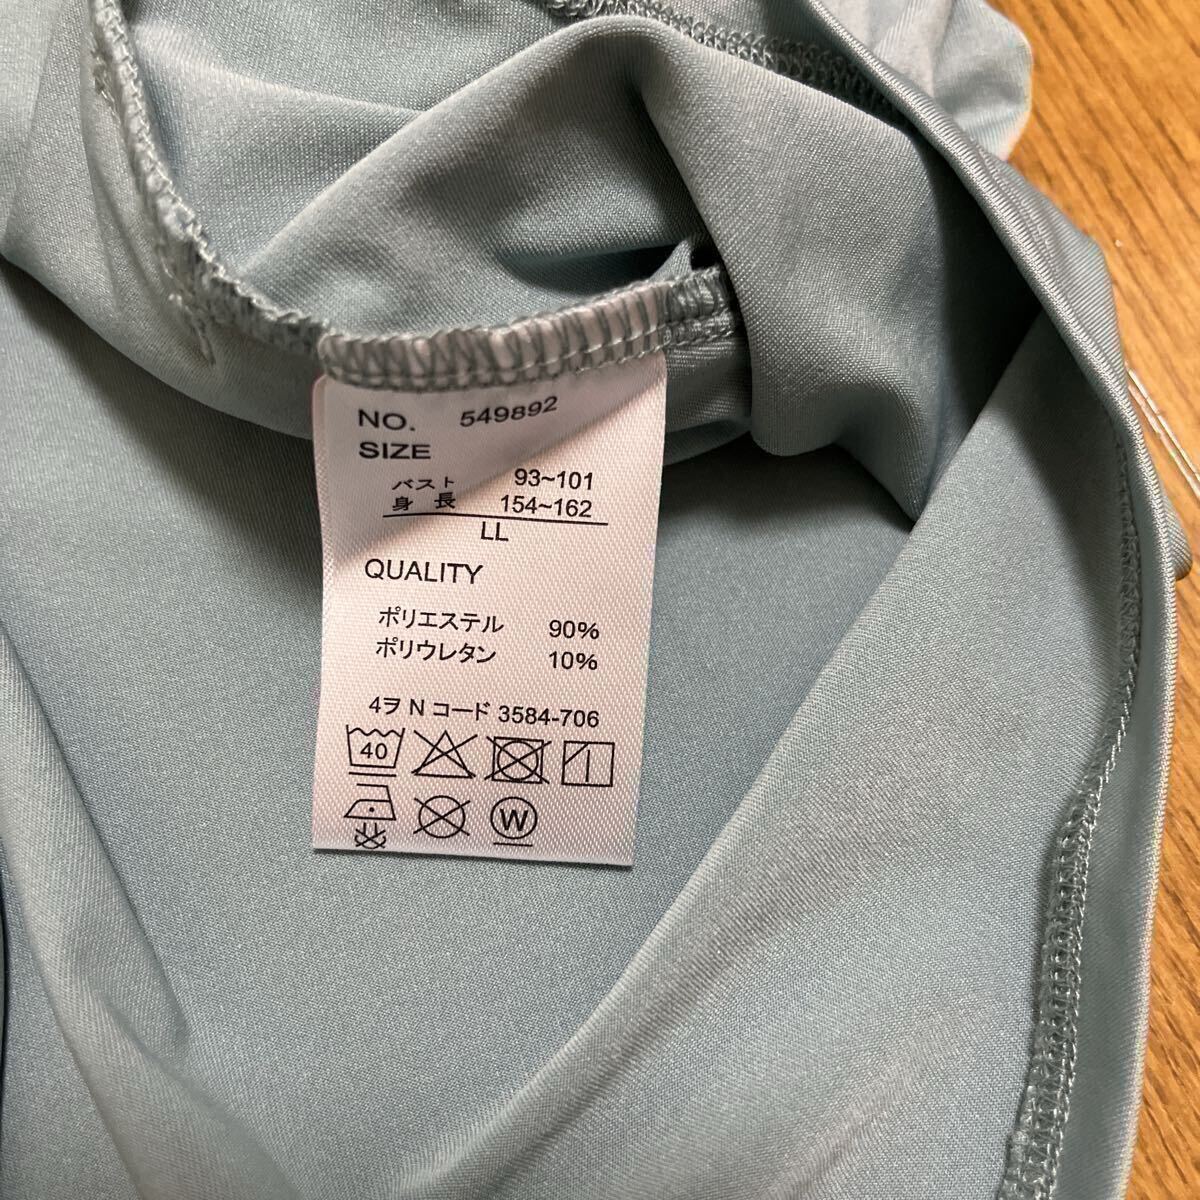 NO. 549892
SIZE
バスト 93~101
身 長 154~162
LL
QUALITY
ポリエステル 90%
ポリウレタン 10%
4ヲ N コード 3584-706
40
W